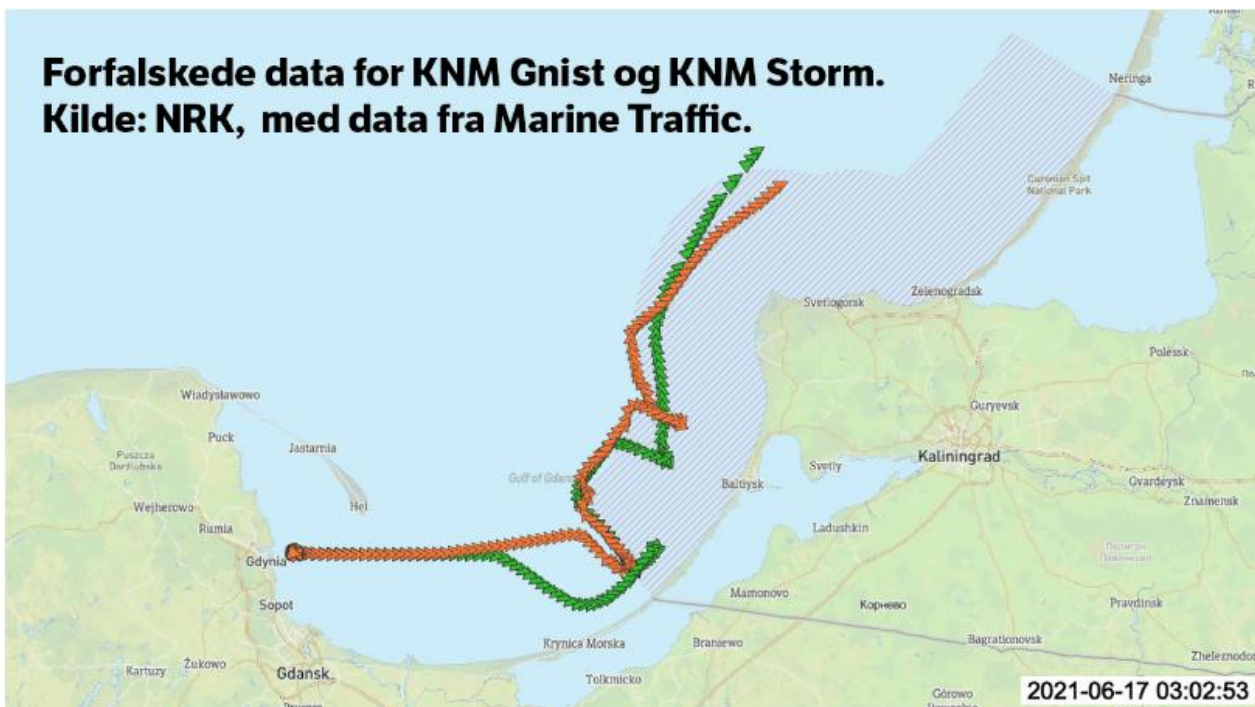 Forfalskede data for KNM Gnist og KNM Storm.
Kilde: NRK, med data fra Marine Traffic.
Neringa
Curonian Spit
National Park
Svetlogorsk
Zelenogradsk
Polessk
Władysławowo
Puck
Jastarnia
Guryevsk
Puszcza
Darżlubska
Gulf of Gdańsk
Kaliningrad
Svetly
Baltiysk
Gvardeysk
Znamensk
Wejherowo
Hel
Rumia
Ladushkin
Gdynia
Mamonovo
Корнево
Pravdinsk
Sopot
Krynica Morska
Braniewo
Bagrationovsk
Zheleznodor
Kartuzy
Żukowo
Gdansk
Tolkmicko
Górowo
2021-06-17 03:02:53